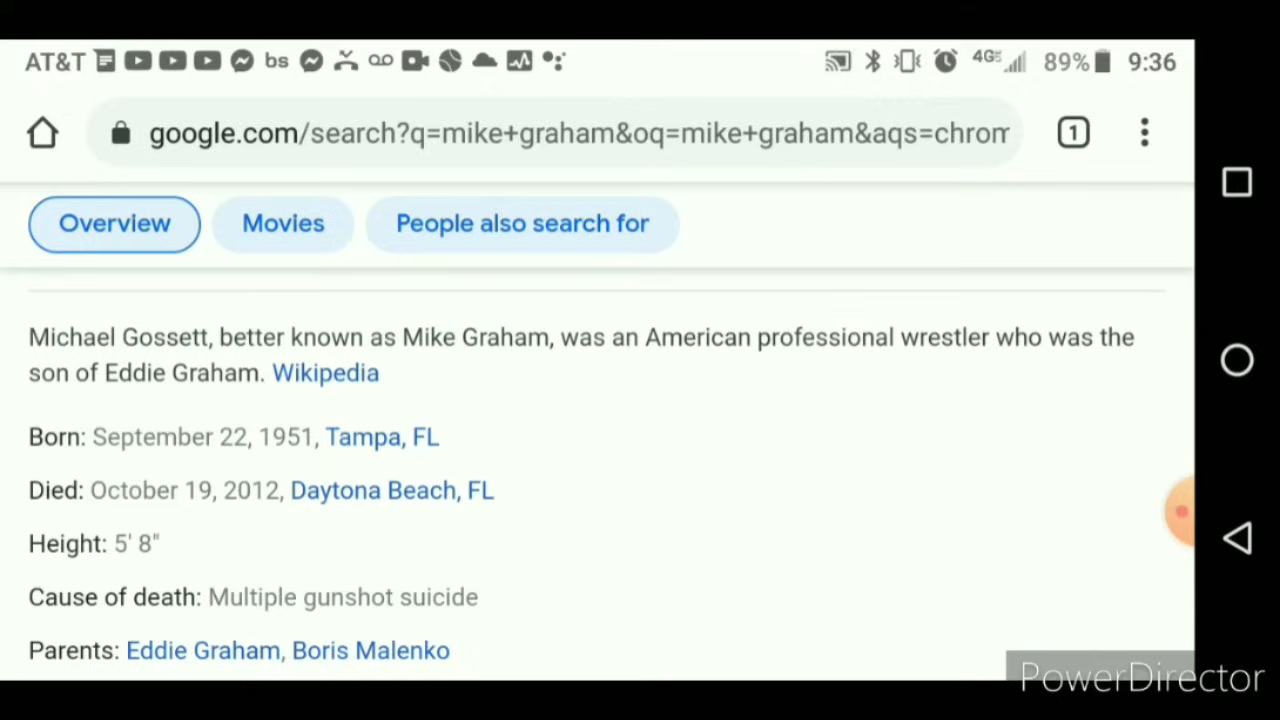 AT&T bs 4GE 89% 9:36
google.com/search?q=mike+graham&oq=mike+graham&aqs=chrom
1
Overview Movies People also search for
Michael Gossett, better known as Mike Graham, was an American professional wrestler who was the
son of Eddie Graham. Wikipedia
Born: September 22, 1951, Tampa, FL
Died: October 19, 2012, Daytona Beach, FL
Height: 5' 8"
Cause of death: Multiple gunshot suicide
Parents: Eddie Graham, Boris Malenko
PowerDirector